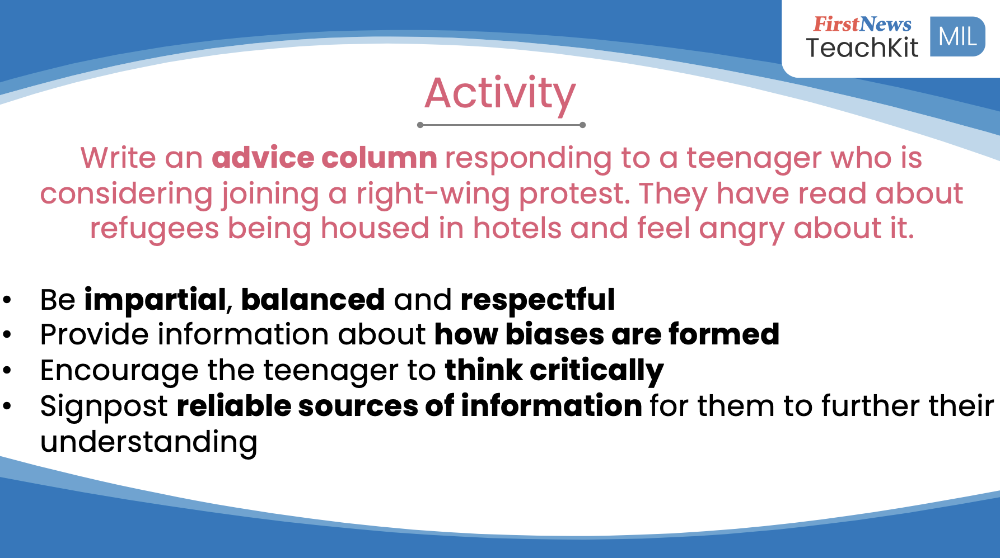 FirstNews
TeachKit
MIL
Activity
Write an advice column responding to a teenager who is
considering joining a right-wing protest. They have read about
refugees being housed in hotels and feel angry about it.
• Be impartial, balanced and respectful
• Provide information about how biases are formed
• Encourage the teenager to think critically
• Signpost reliable sources of information for them to further their
understanding